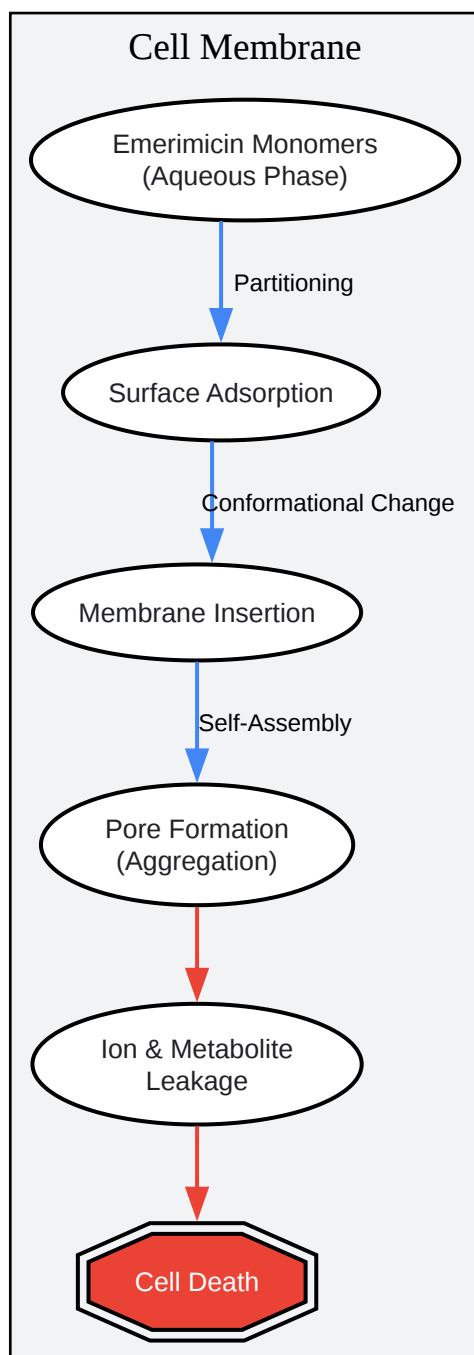 Cell Membrane
Emerimicin Monomers
(Aqueous Phase)
Partitioning
Surface Adsorption
Conformational Change
Membrane Insertion
Self-Assembly
Pore Formation
(Aggregation)
Ion & Metabolite
Leakage
Cell Death